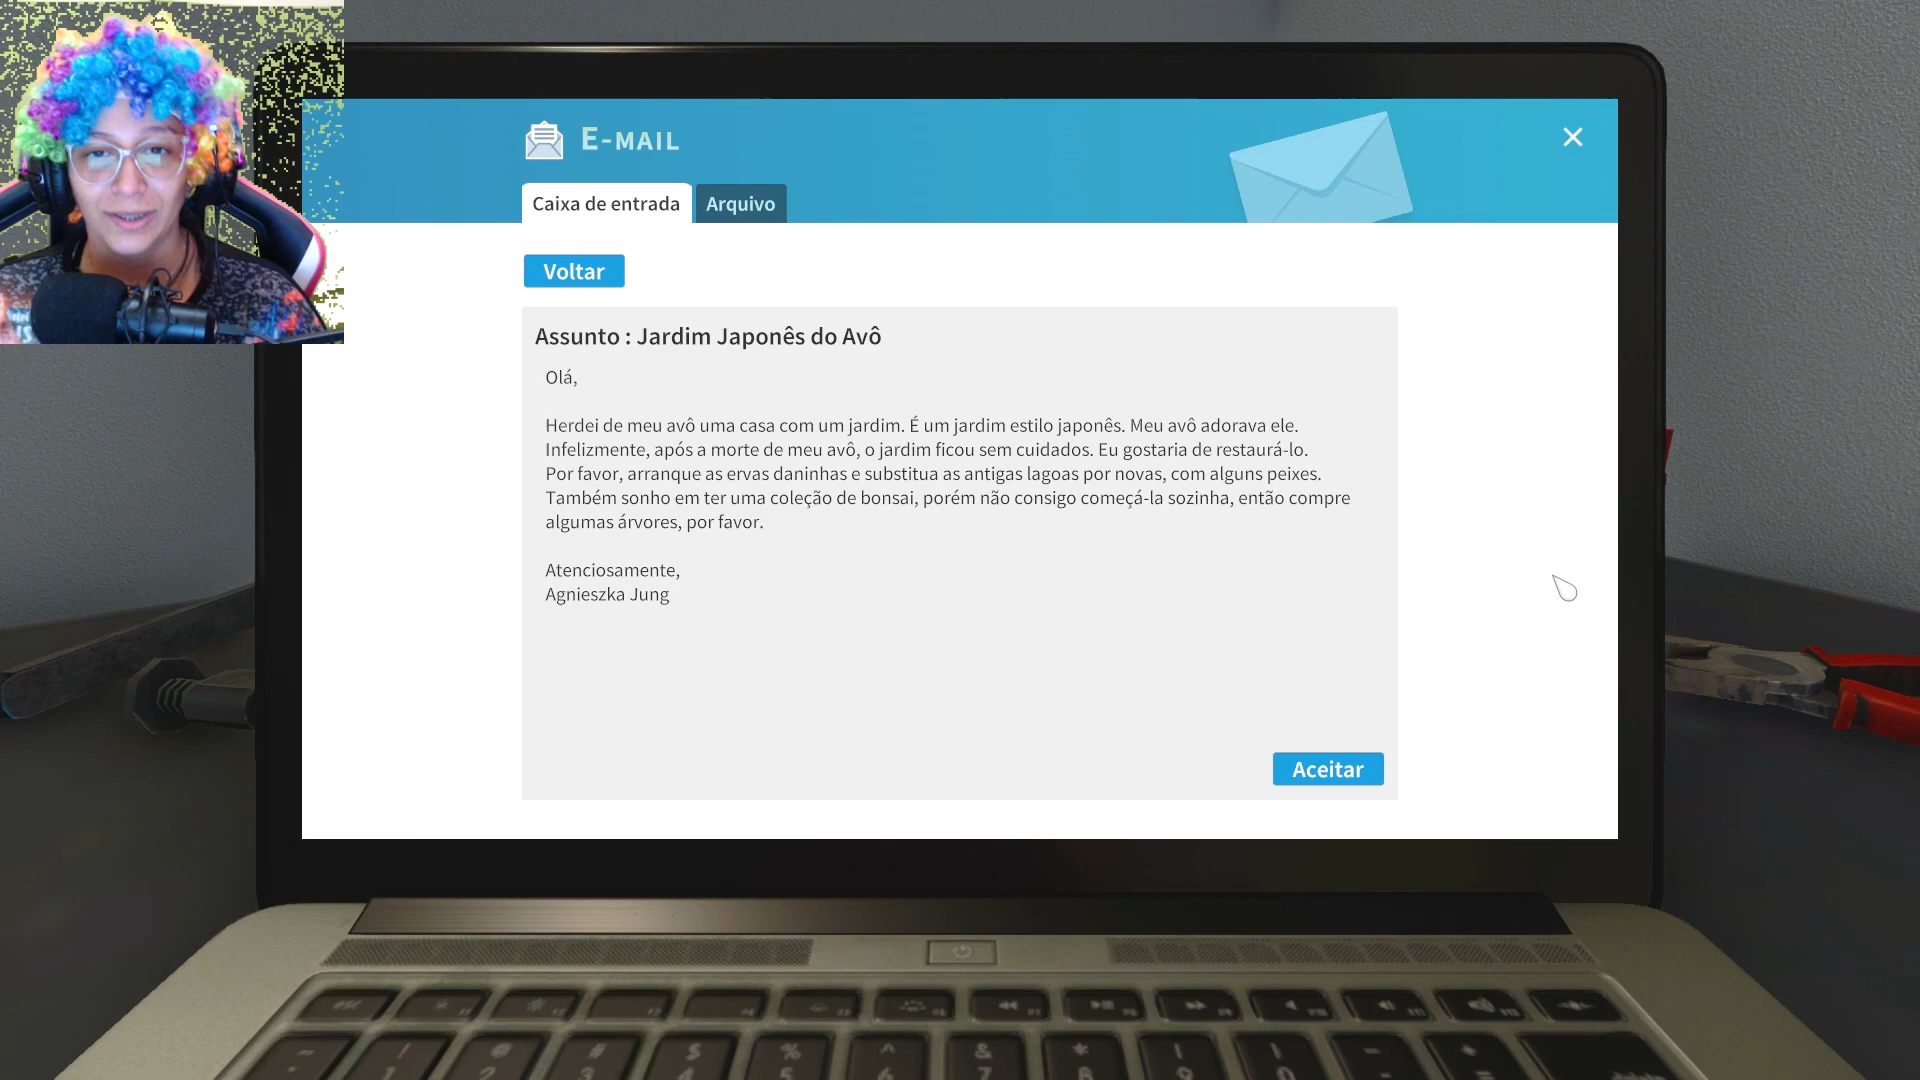 E-MAIL
Caixa de entrada
Arquivo
Voltar
Assunto : Jardim Japonês do Avô
Olá,
Herdei de meu avô uma casa com um jardim. É um jardim estilo japonês. Meu avô adorava ele.
Infelizmente, após a morte de meu avô, o jardim ficou sem cuidados. Eu gostaria de restaurá-lo.
Por favor, arranque as ervas daninhas e substitua as antigas lagoas por novas, com alguns peixes.
Também sonho em ter uma coleção de bonsai, porém não consigo começá-la sozinha, então compre
algumas árvores, por favor.
Atenciosamente,
Agnieszka Jung
Aceitar